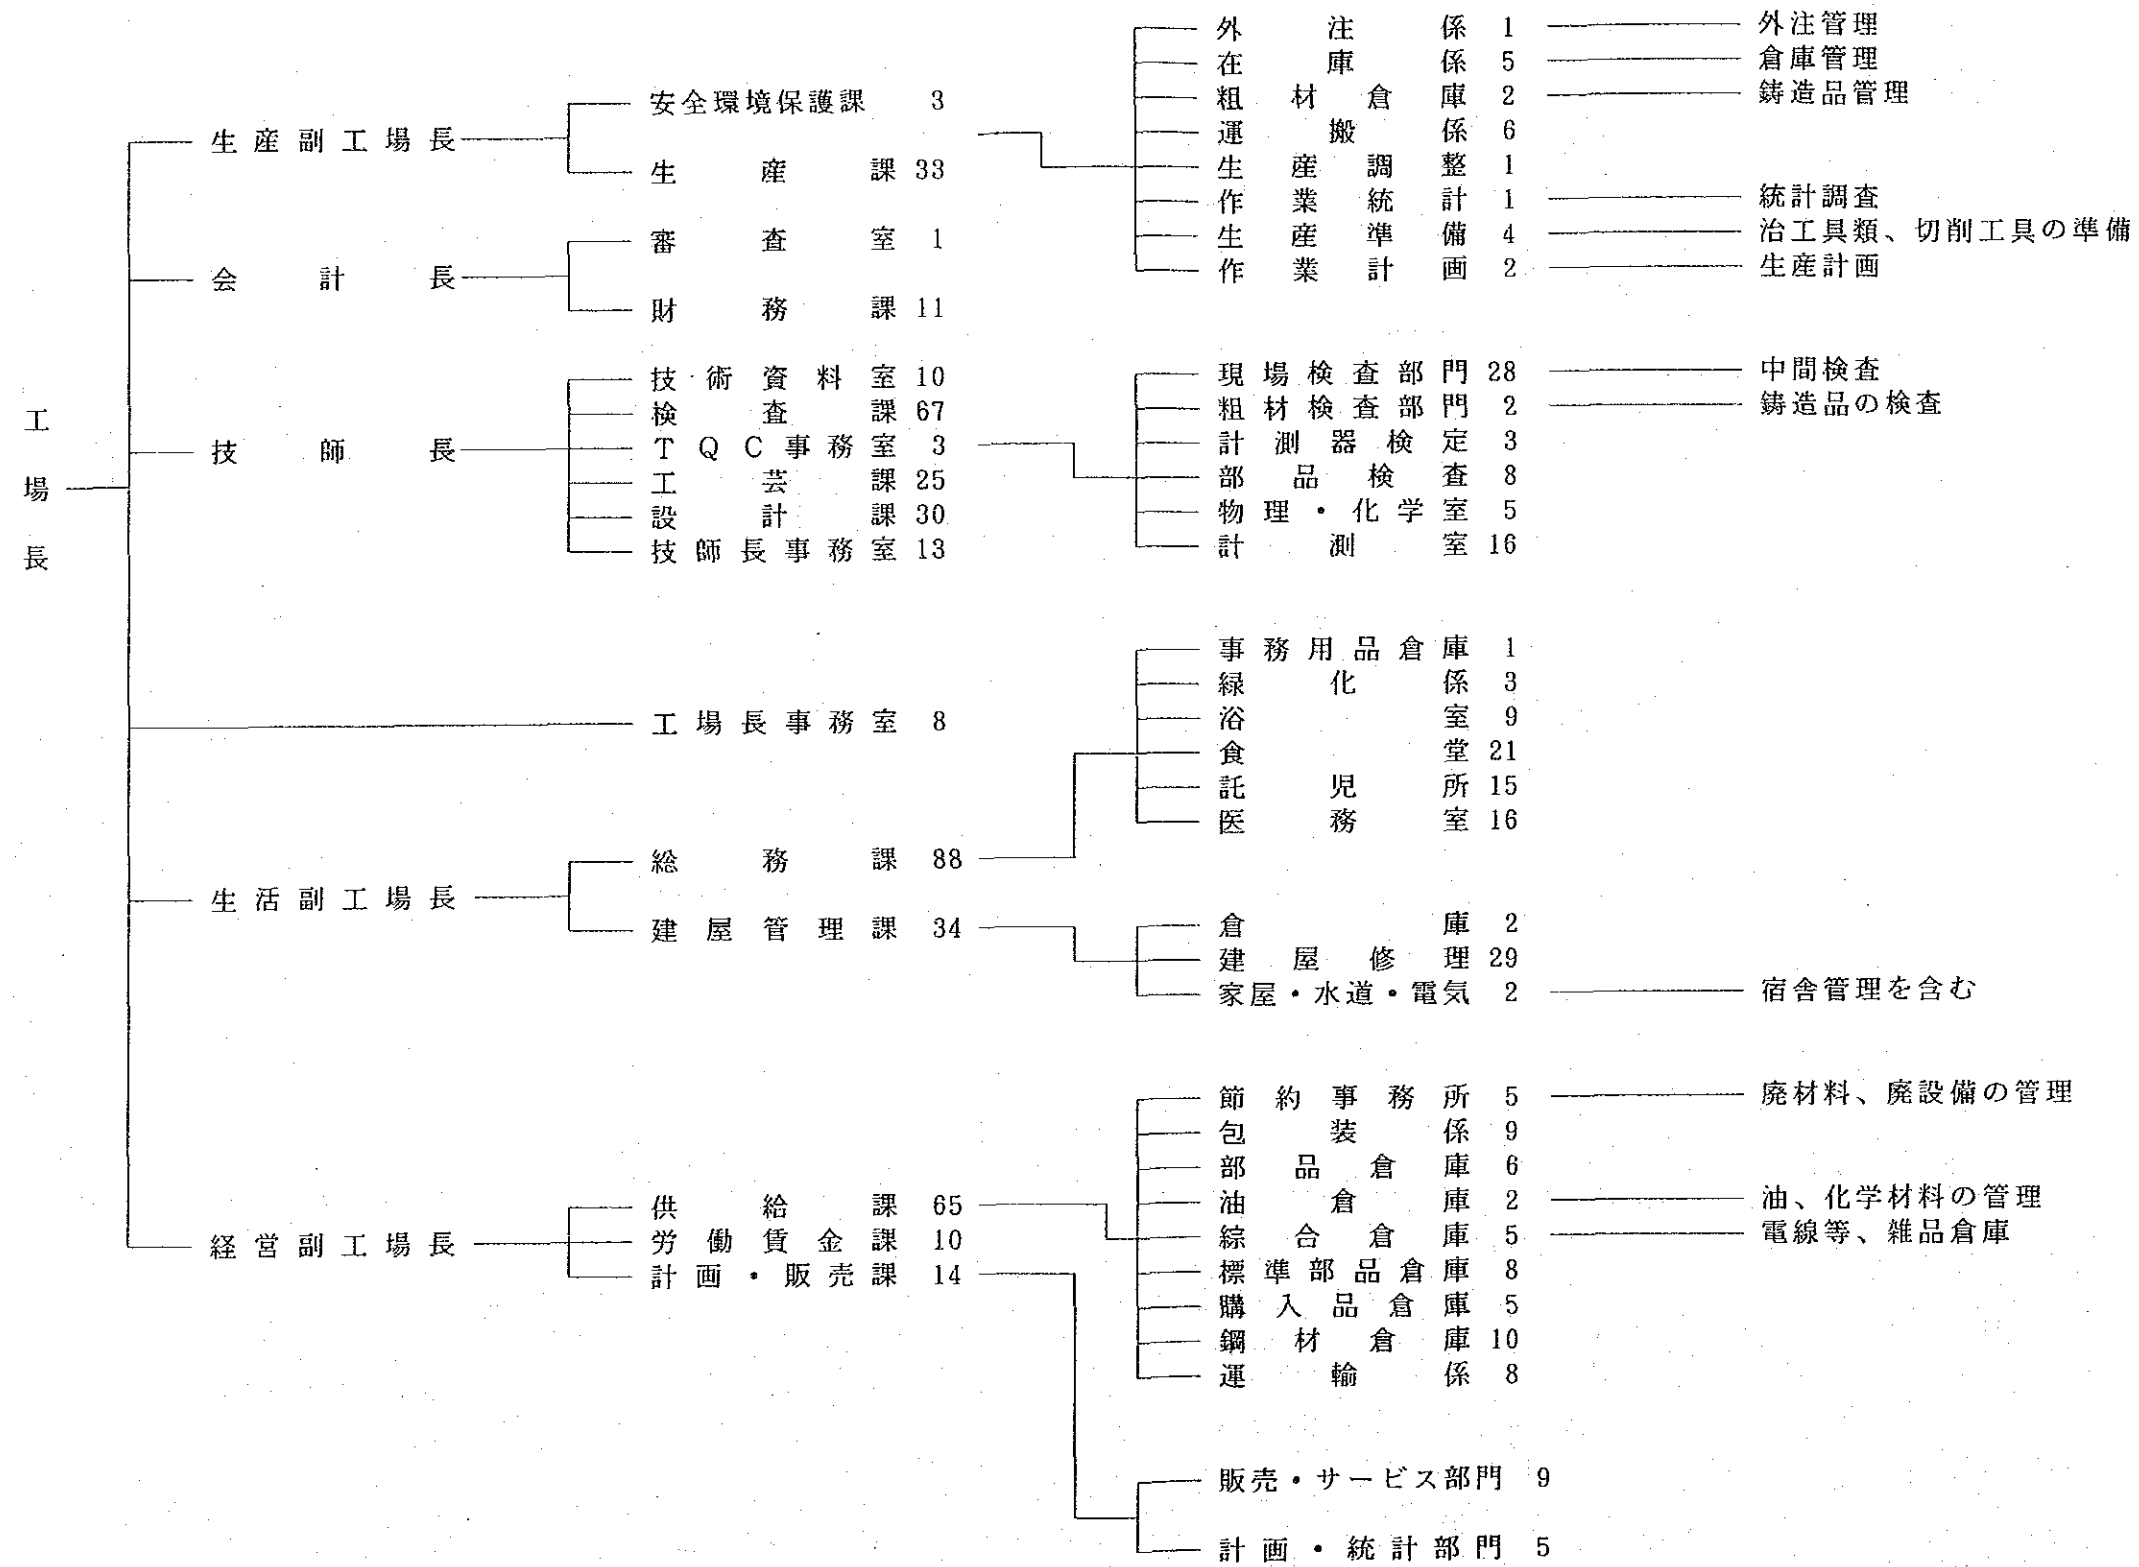 工場長
生産副工場長
安全環境保護課 3
生産課 33
外注係 1 外注管理
在庫係 5 倉庫管理
粗材倉庫 2 鋳造品管理
運搬係 6
生産調整 1
作業統計 1 統計調査
生産準備 4 治工具類、切削工具の準備
作業計画 2 生産計画
会計長
審査室 1
財務課 11
技師長
技術資料室 10
検査課 67
TQC事務室 3
工芸課 25
設計課 30
技師長事務室 13
現場検査部門 28 中間検査
粗材検査部門 2 鋳造品の検査
計測器検定 3
部品検査 8
物理・化学室 5
計測室 16
工場長事務室 8
生活副工場長
総務課 88
事務用品倉庫 1
緑化係 3
浴室 9
食堂 21
託児所 15
医務室 16
建屋管理課 34
倉庫 2
建屋修理 29
家屋・水道・電気 2 宿舎管理を含む
経営副工場長
供給課 65
労働賃金課 10
計画・販売課 14
節約事務所 5 廃材料、廃設備の管理
包装係 9
部品倉庫 6
油倉庫 2 油、化学材料の管理
綜合倉庫 5 電線等、雑品倉庫
標準部品倉庫 8
購入品倉庫 5
鋼材倉庫 10
運輸係 8
販売・サービス部門 9
計画・統計部門 5